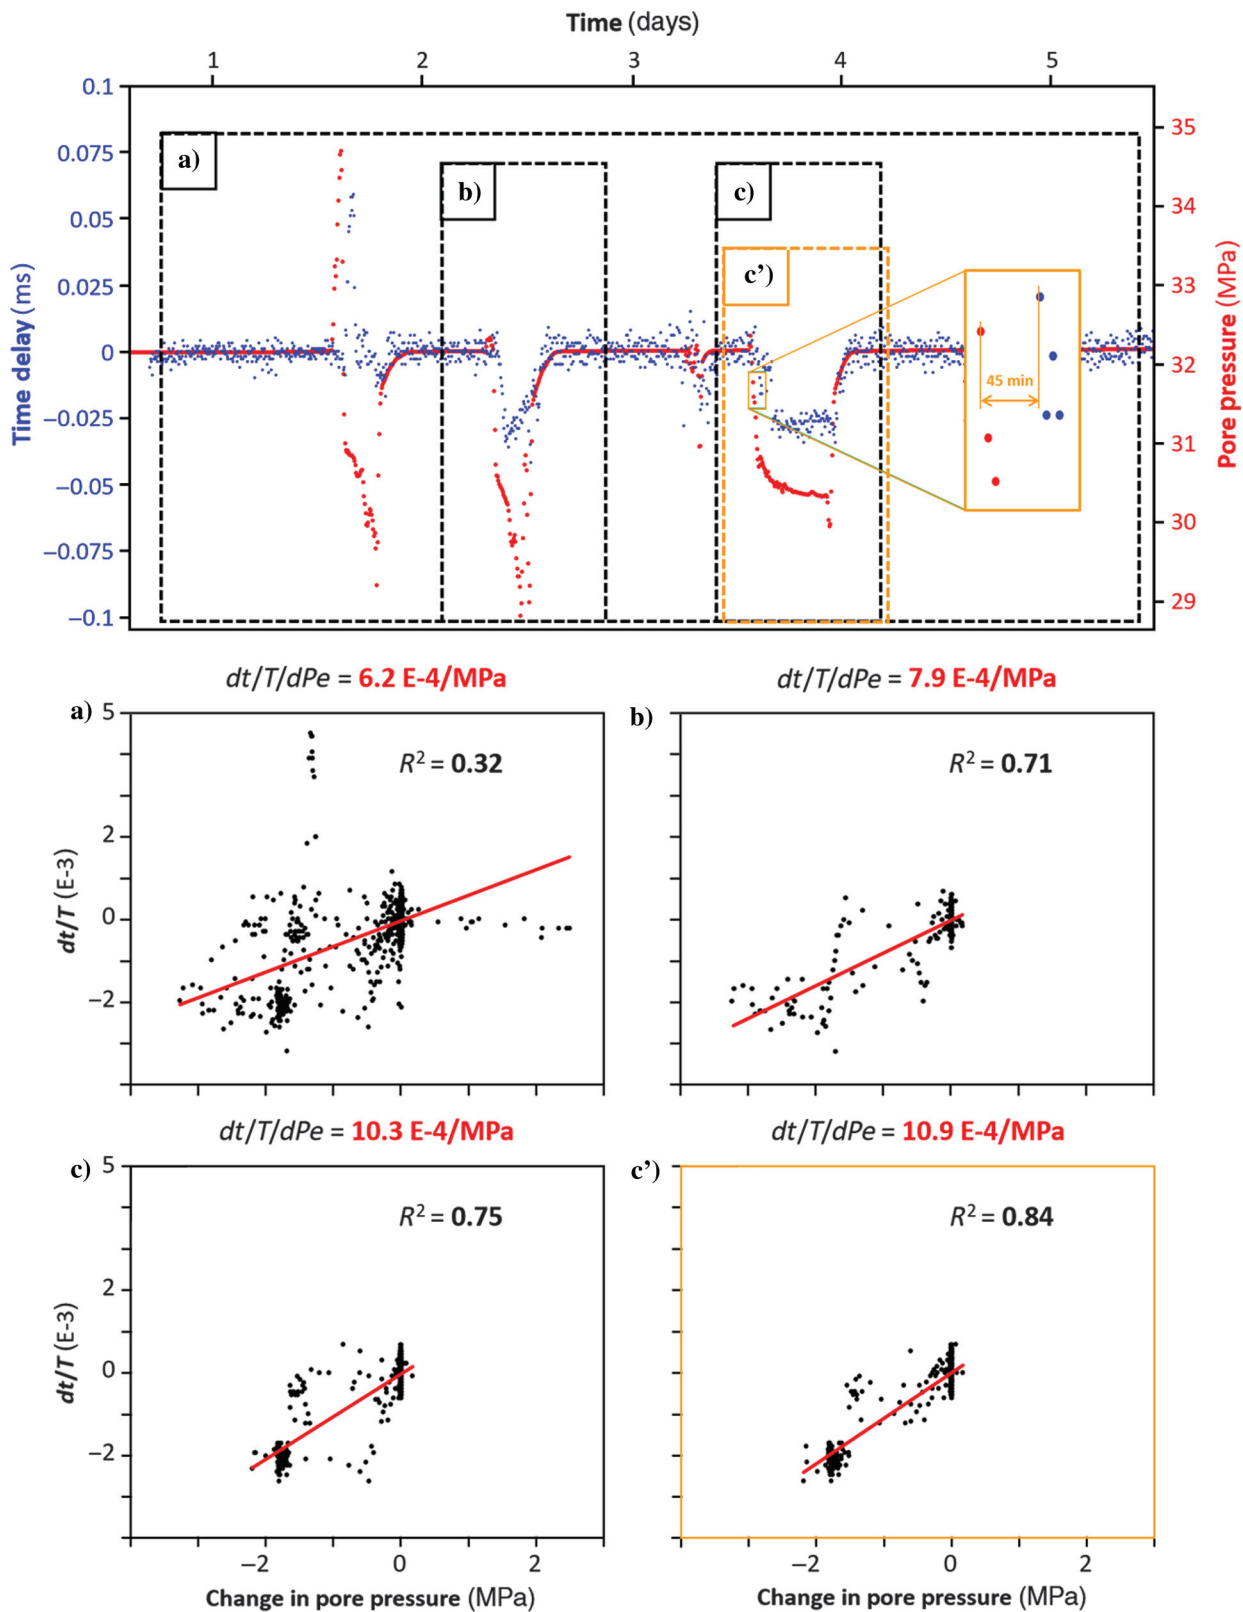 Time (days)
1 2 3 4 5
0.1
0.075
0.05
0.025
0
−0.025
−0.05
−0.075
−0.1
Time delay (ms)
35
34
33
32
31
30
29
Pore pressure (MPa)
a)
b)
c)
c’)
45 min
dt/T/dPe = 6.2 E-4/MPa
dt/T/dPe = 7.9 E-4/MPa
a)
5
2
0
−2
dt/T (E-3)
R² = 0.32
b)
R² = 0.71
dt/T/dPe = 10.3 E-4/MPa
dt/T/dPe = 10.9 E-4/MPa
c)
5
2
0
−2
dt/T (E-3)
R² = 0.75
c’)
R² = 0.84
−2 0 2
Change in pore pressure (MPa)
−2 0 2
Change in pore pressure (MPa)